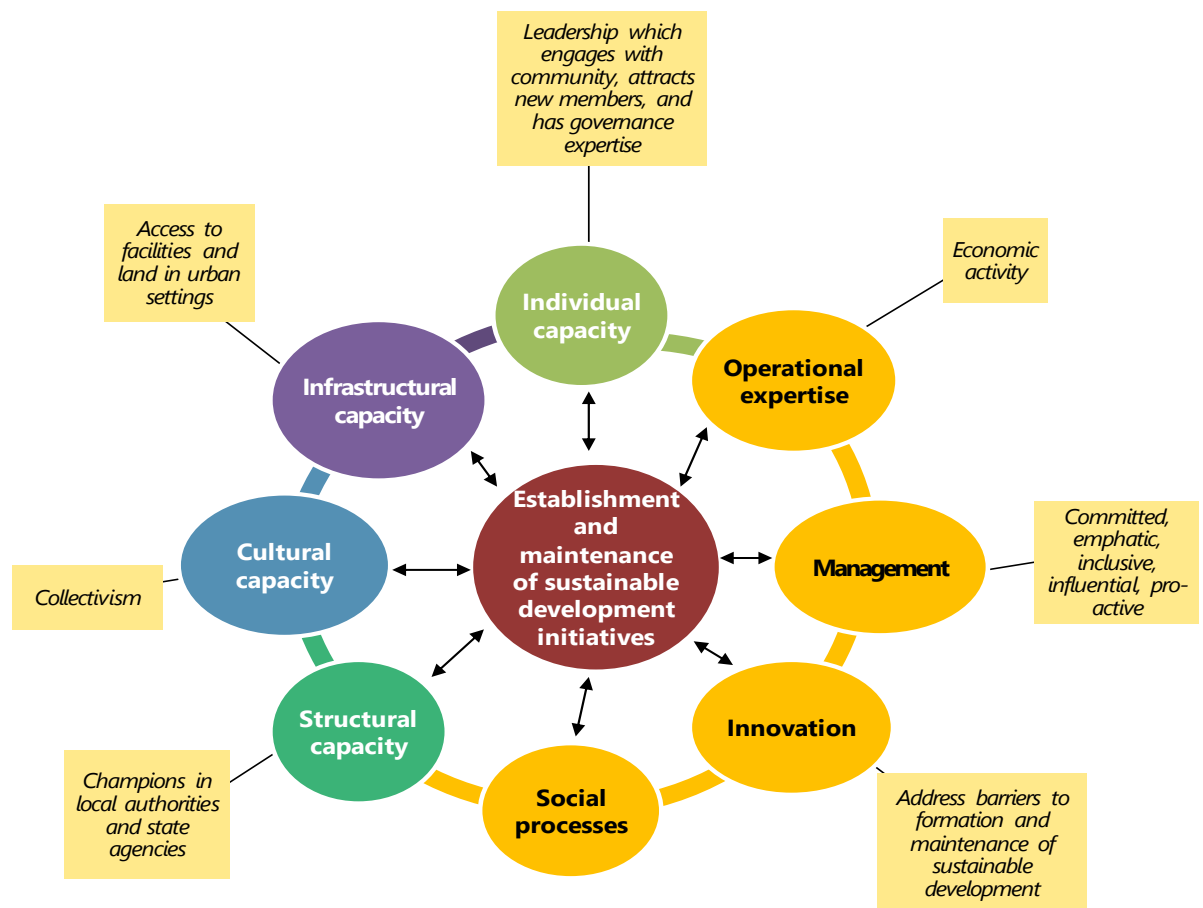 Leadership which
engages with
community, attracts
new members, and
has governance
expertise
Access to
facilities and
land in urban
settings
Economic
activity
Individual
capacity
Operational
expertise
Infrastructural
capacity
Establishment
and
maintenance
of sustainable
development
initiatives
Cultural
capacity
Collectivism
Management
Committed,
emphatic,
inclusive,
influential, pro-
active
Structural
capacity
Innovation
Social
processes
Champions in
local authorities
and state
agencies
Address barriers to
formation and
maintenance of
sustainable
development